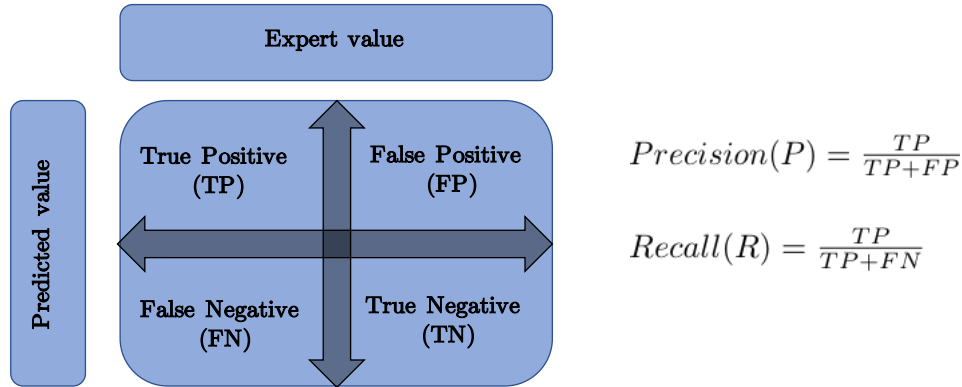 Expert value
Predicted value
True Positive
(TP)
False Positive
(FP)
False Negative
(FN)
True Negative
(TN)
Precision(P) = TP / TP+FP
Recall(R) = TP / TP+FN